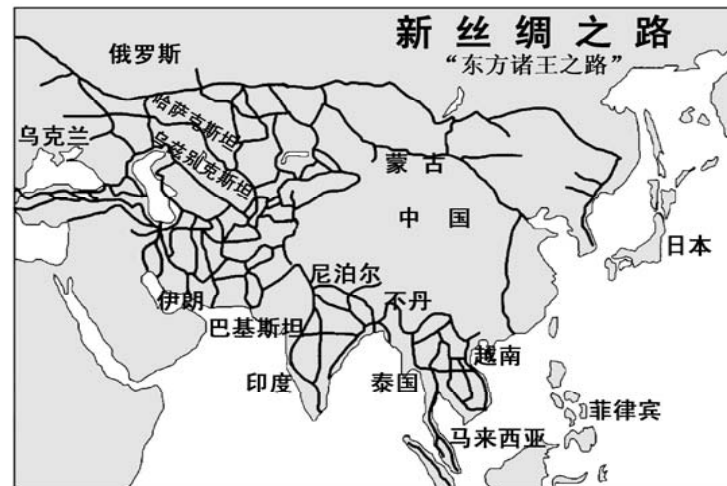 新丝绸之路
“东方诸王之路”
俄罗斯
哈萨克斯坦
乌克兰
乌兹别克斯坦
蒙古
中国
日本
尼泊尔
不丹
伊朗
巴基斯坦
越南
印度
泰国
菲律宾
马来西亚